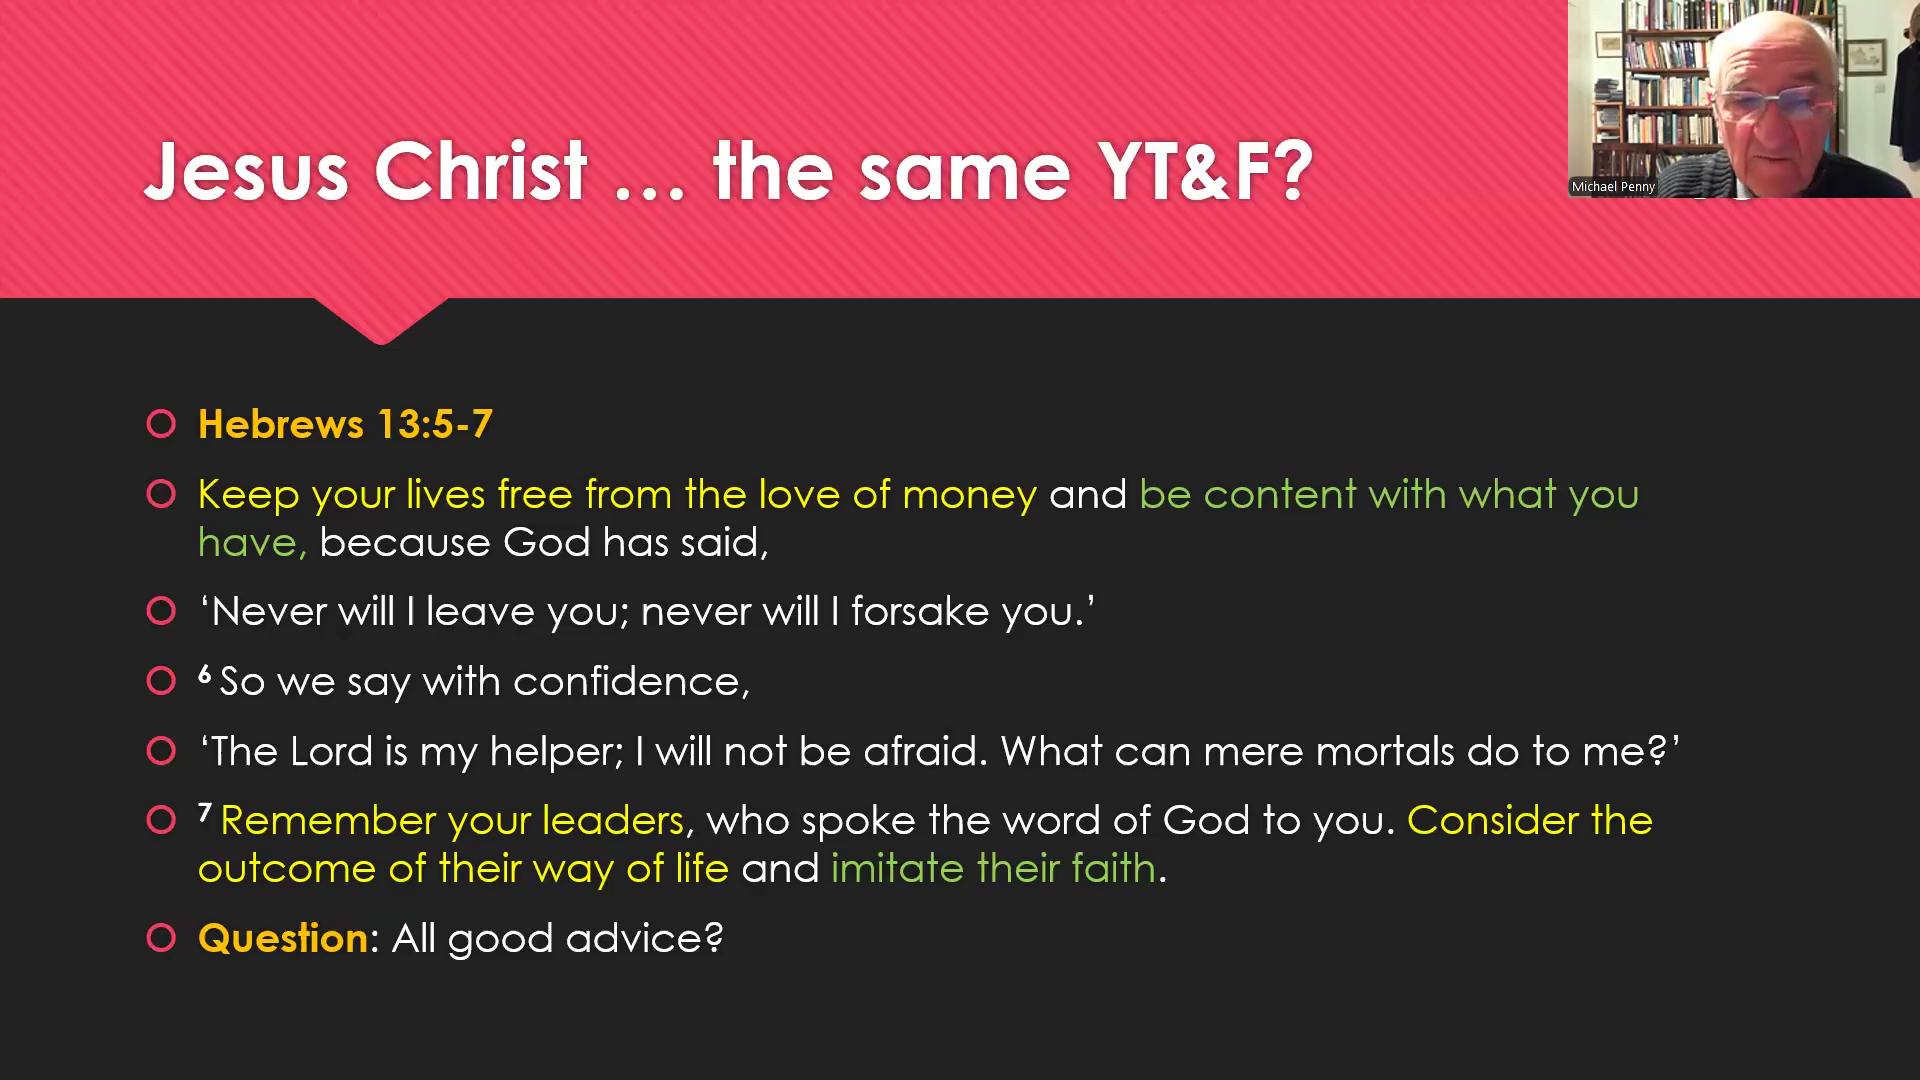 Jesus Christ … the same YT&F?
Michael Penny
Hebrews 13:5-7
Keep your lives free from the love of money and be content with what you
have, because God has said,
‘Never will I leave you; never will I forsake you.’
6 So we say with confidence,
‘The Lord is my helper; I will not be afraid. What can mere mortals do to me?’
7 Remember your leaders, who spoke the word of God to you. Consider the
outcome of their way of life and imitate their faith.
Question: All good advice?